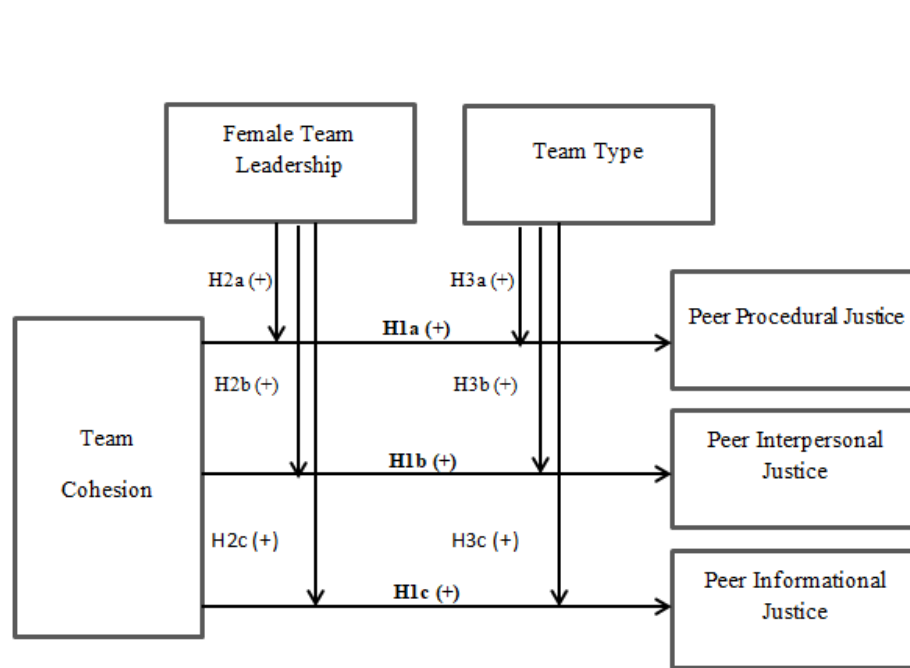 Female Team
Leadership
Team Type
H2a (+)
H3a (+)
Peer Procedural Justice
H1a (+)
H2b (+)
H3b (+)
Team
Cohesion
Peer Interpersonal
Justice
H1b (+)
H2c (+)
H3c (+)
Peer Informational
Justice
H1c (+)